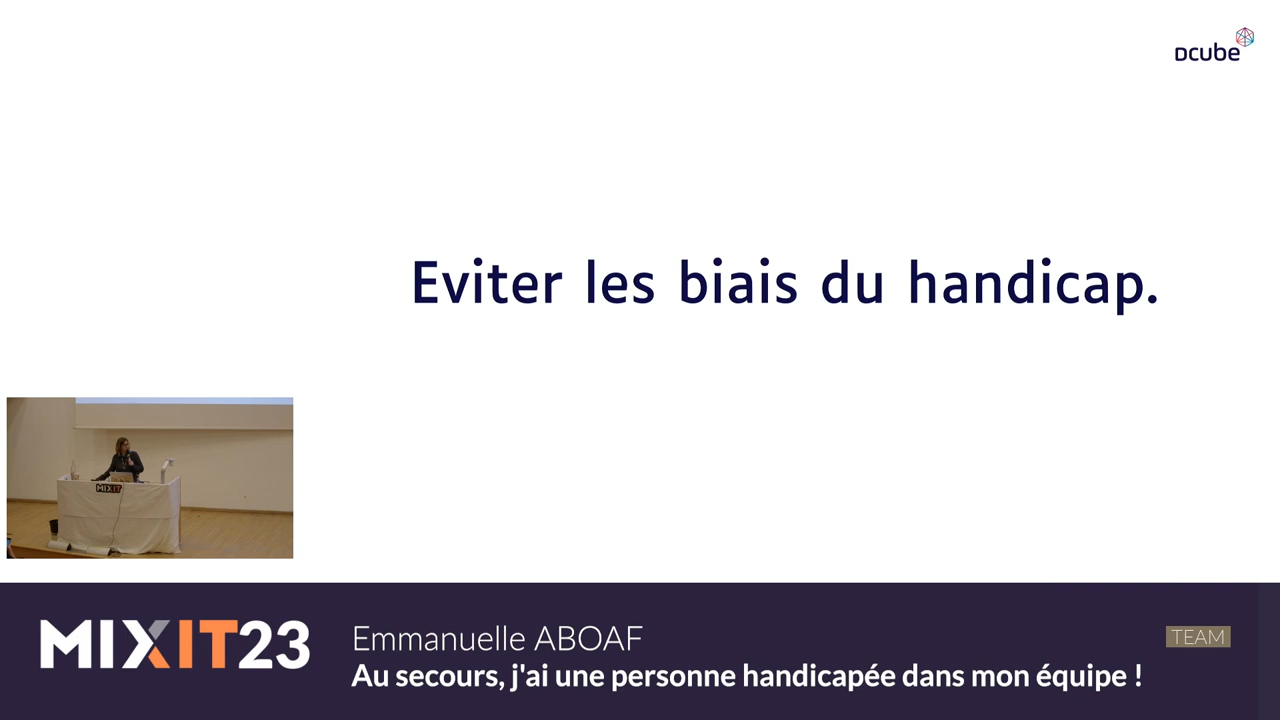 Dcube
Eviter les biais du handicap.
MIXIT
MIXIT23
Emmanuelle ABOAF
TEAM
Au secours, j'ai une personne handicapée dans mon équipe !